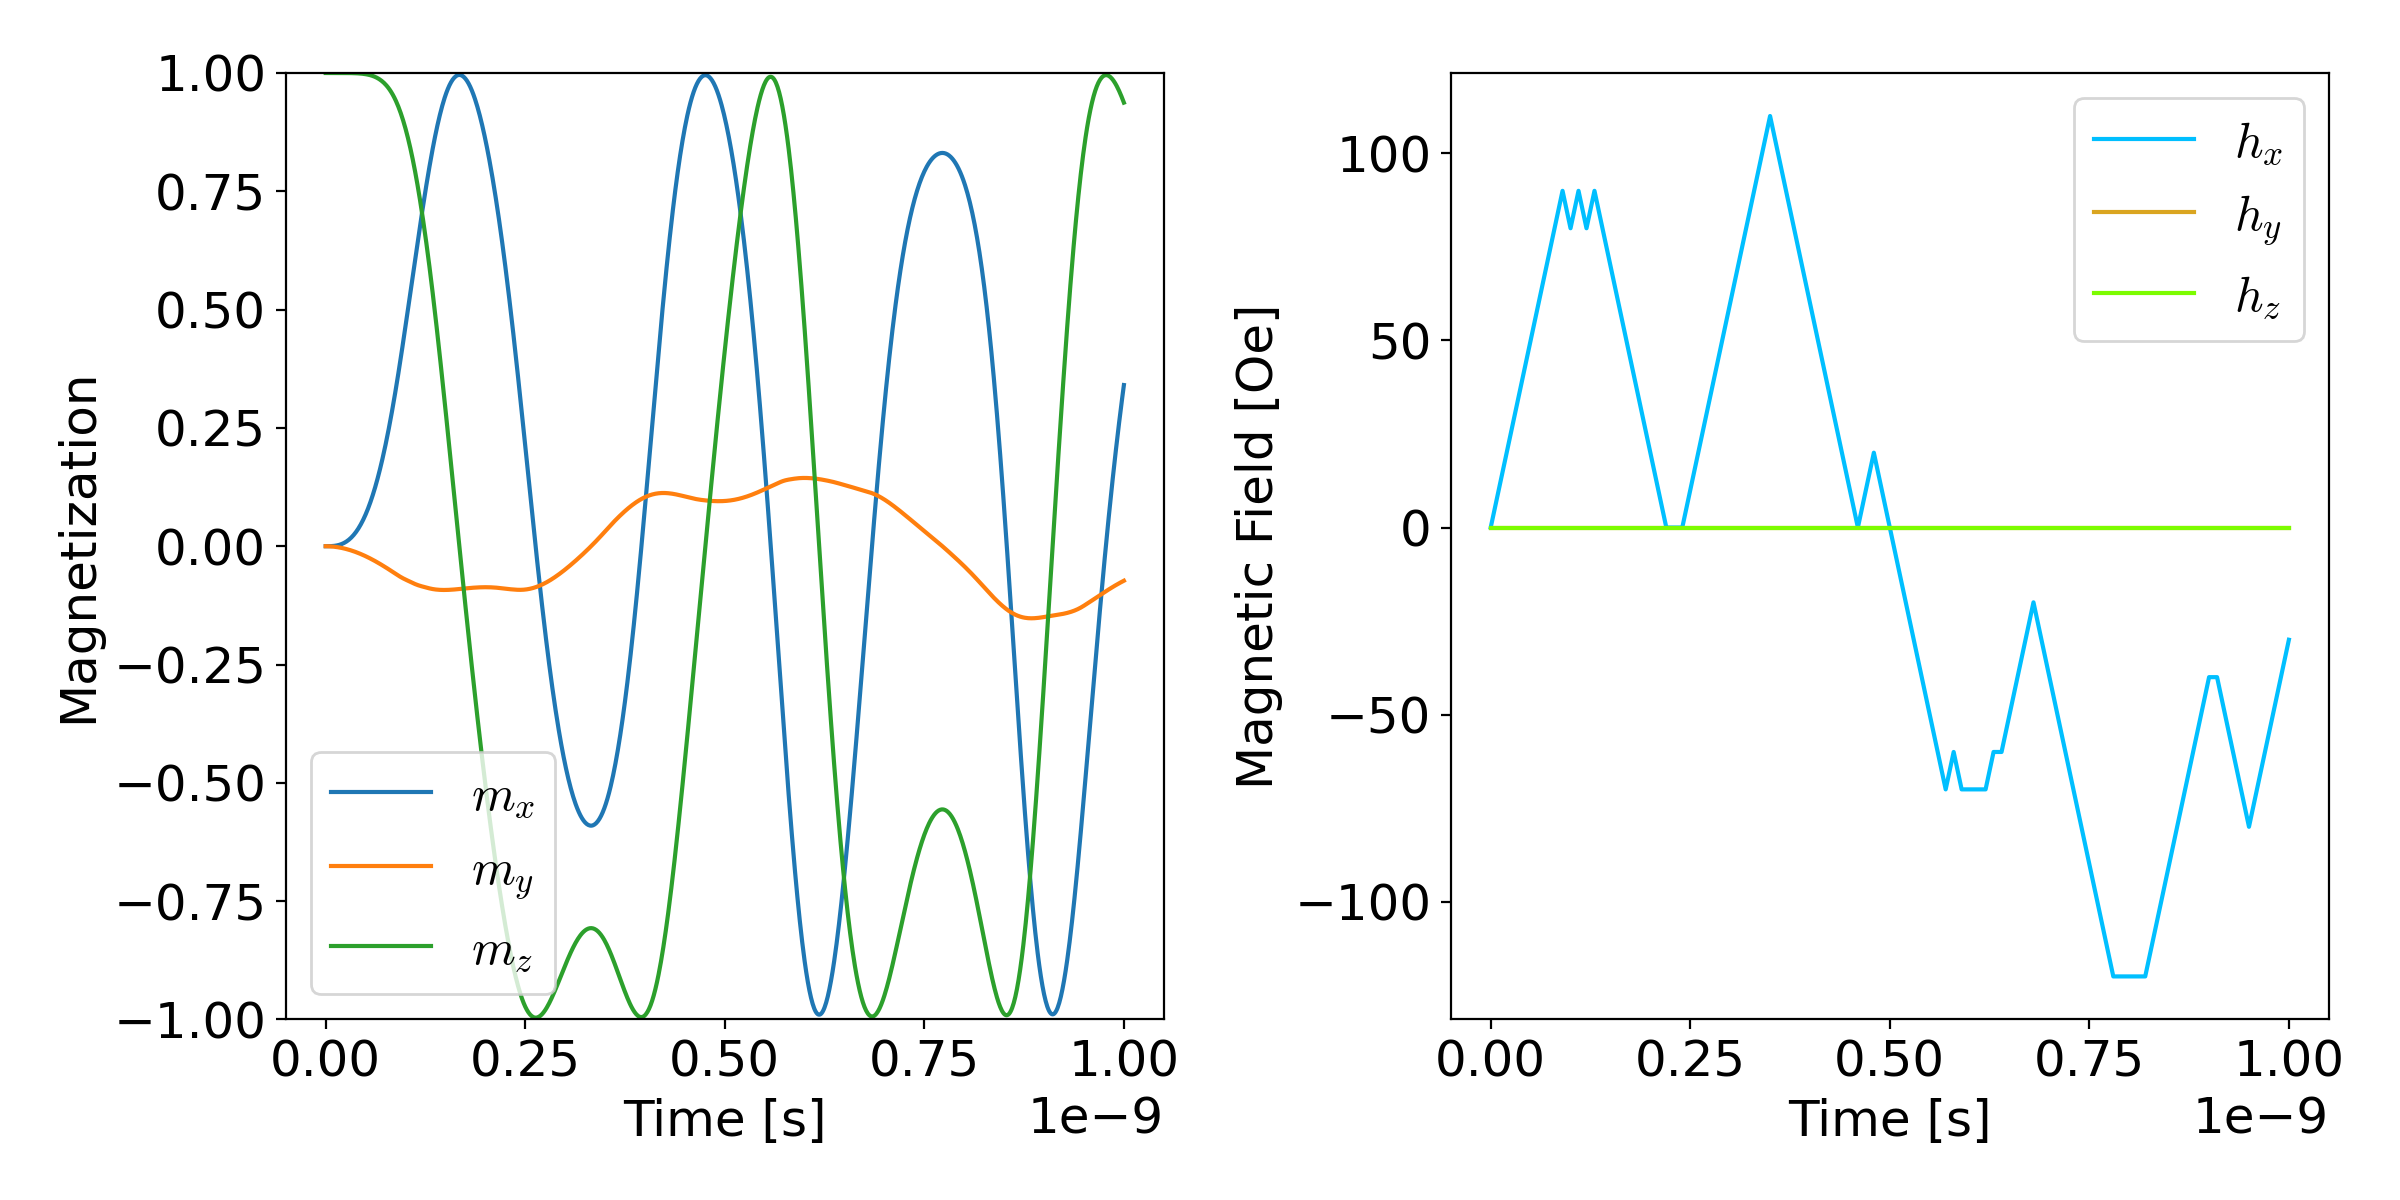 1.00
0.75
0.50
0.25
0.00
−0.25
−0.50
−0.75
−1.00
Magnetization
m_x
m_y
m_z
0.00 0.25 0.50 0.75 1.00
Time [s]
1e−9
100
50
0
−50
−100
Magnetic Field [Oe]
h_x
h_y
h_z
0.00 0.25 0.50 0.75 1.00
Time [s]
1e−9